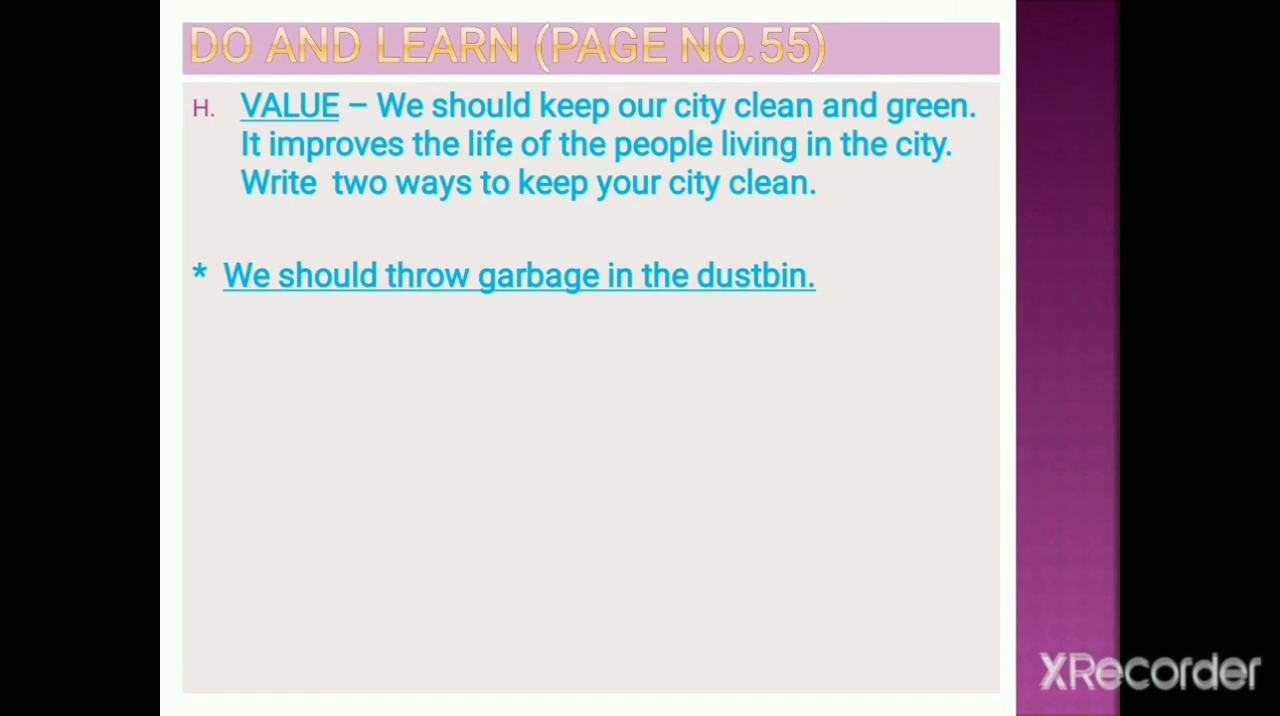 DO AND LEARN (PAGE NO.55)
H. VALUE – We should keep our city clean and green.
It improves the life of the people living in the city.
Write two ways to keep your city clean.
* We should throw garbage in the dustbin.
XRecorder